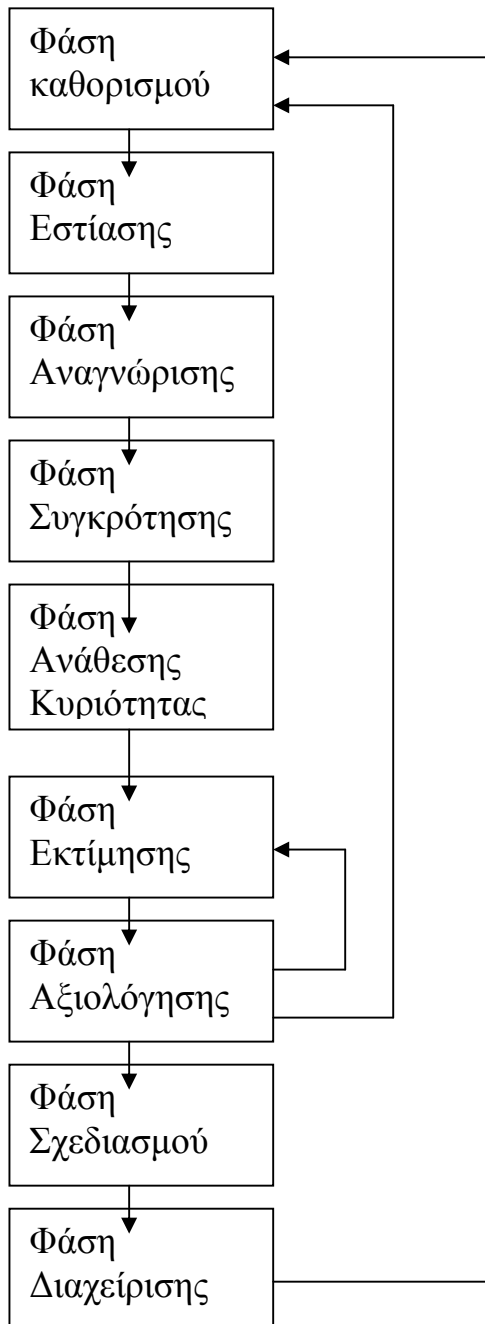 Φάση
καθορισμού
Φάση
Εστίασης
Φάση
Αναγνώρισης
Φάση
Συγκρότησης
Φάση
Ανάθεσης
Κυριότητας
Φάση
Εκτίμησης
Φάση
Αξιολόγησης
Φάση
Σχεδιασμού
Φάση
Διαχείρισης